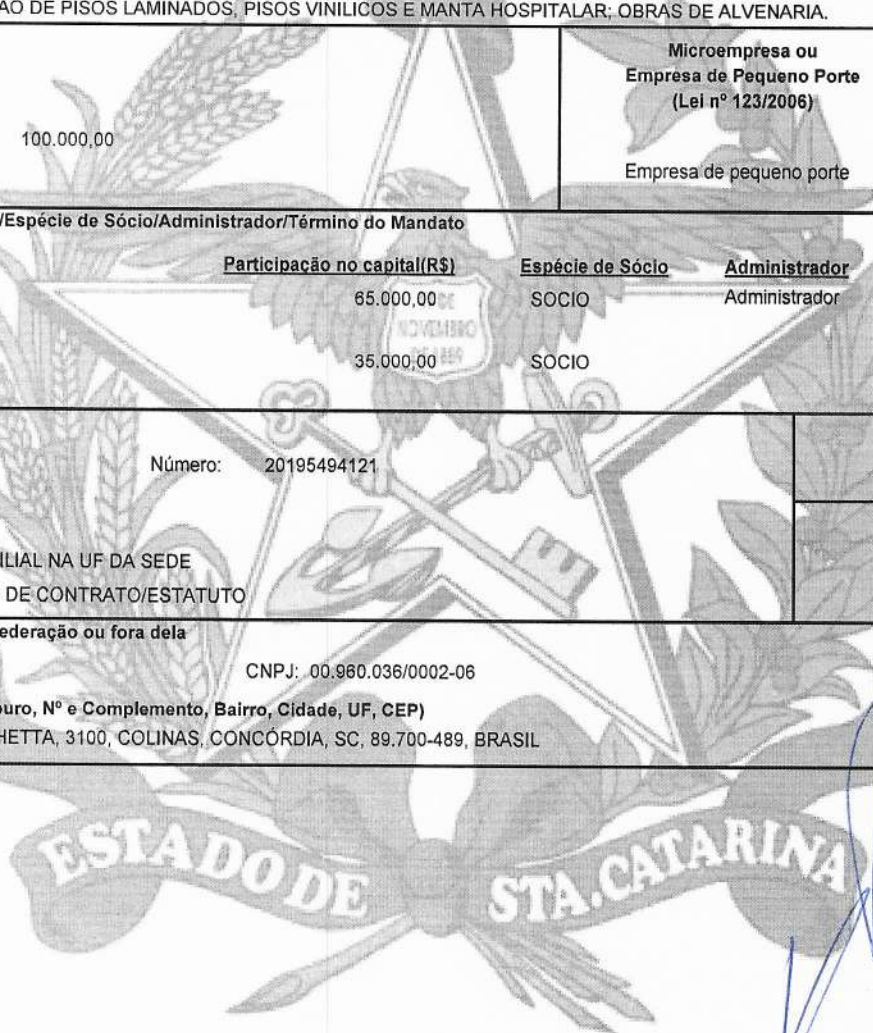 DE PISOS LAMINADOS, PISOS VINILICOS E MANTA HOSPITALAR; OBRAS DE ALVENARIA.
Microempresa ou
Empresa de Pequeno Porte
(Lei nº 123/2006)
100.000,00
Empresa de pequeno porte
/Espécie de Sócio/Administrador/Término do Mandato
Participação no capital(R$) Espécie de Sócio Administrador
65.000,00 SOCIO Administrador
35.000,00 SOCIO
Número: 20195494121
ILIAL NA UF DA SEDE
DE CONTRATO/ESTATUTO
ederação ou fora dela
CNPJ: 00.960.036/0002-06
ouro, Nº e Complemento, Bairro, Cidade, UF, CEP)
HETTA, 3100, COLINAS, CONCÓRDIA, SC, 89.700-489, BRASIL
ESTADO DE STA.CATARINA